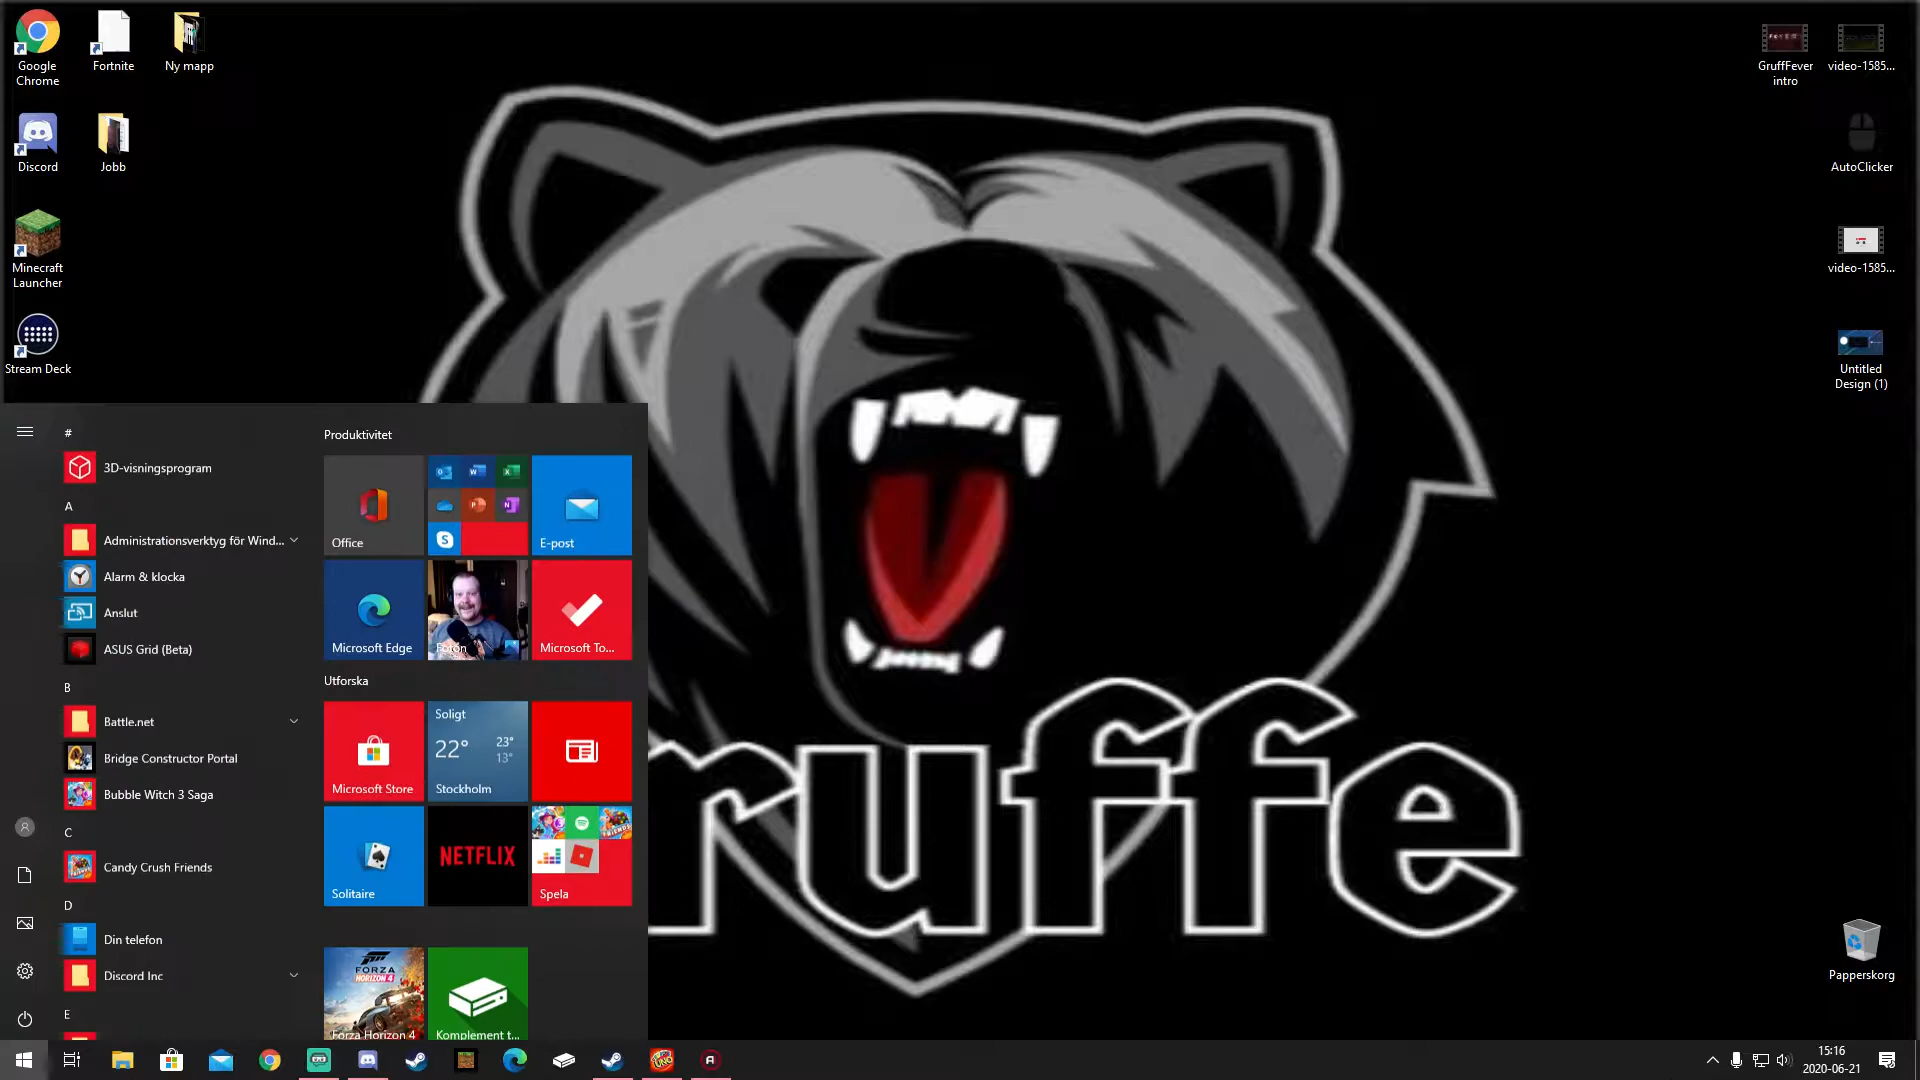 Google
Chrome
Fortnite
Ny mapp
GruffFever
intro
video-1585...
Discord
Jobb
AutoClicker
Minecraft
Launcher
video-1585...
Stream Deck
Untitled
Design (1)
#
3D-visningsprogram
A
Administrationsverktyg för Wind...
Alarm & klocka
Anslut
ASUS Grid (Beta)
B
Battle.net
Bridge Constructor Portal
Bubble Witch 3 Saga
C
Candy Crush Friends
D
Din telefon
Discord Inc
E
Produktivitet
Office
E-post
Microsoft Edge
Foton
Microsoft To...
Utforska
Microsoft Store
Soligt
22°
23°
13°
Stockholm
Solitaire
NETFLIX
Spela
FORZA
HORIZON 4
Forza Horizon 4
Komplement t...
ruffe
Papperskorg
UNO
15:16
2020-06-21